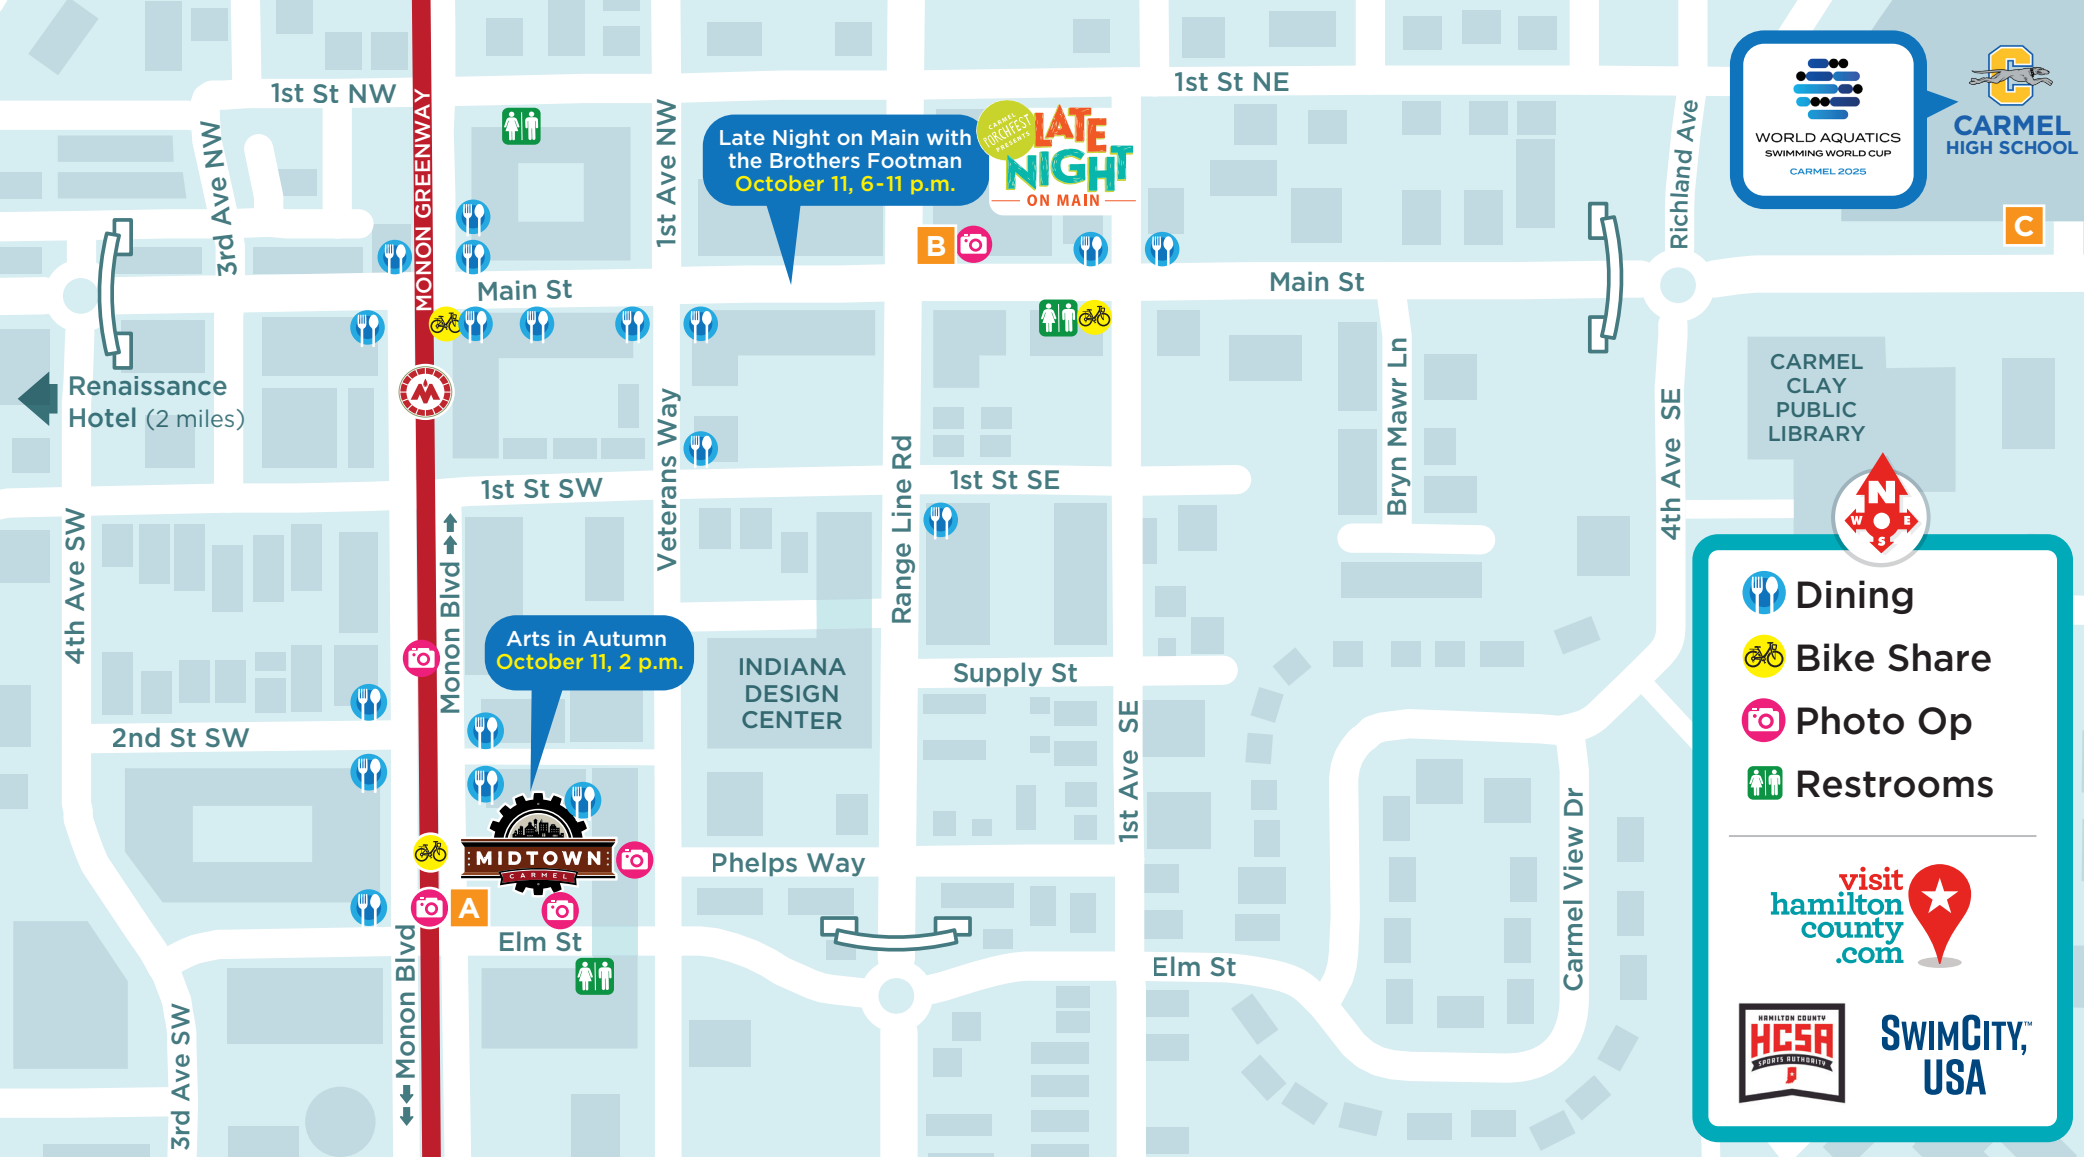 1st St NW
1st St NE
3rd Ave NW
MONON GREENWAY
1st Ave NW
Late Night on Main with
the Brothers Footman
October 11, 6-11 p.m.
CARMEL
PORCHFEST
PRESENTS
LATE
NIGHT
ON MAIN
Richland Ave
WORLD AQUATICS
SWIMMING WORLD CUP
CARMEL 2025
C
CARMEL
HIGH SCHOOL
B
C
Main St
Main St
M
Renaissance
Hotel (2 miles)
Veterans Way
Range Line Rd
Bryn Mawr Ln
4th Ave SE
CARMEL
CLAY
PUBLIC
LIBRARY
1st St SW
1st St SE
4th Ave SW
Monon Blvd
Arts in Autumn
October 11, 2 p.m.
INDIANA
DESIGN
CENTER
Supply St
2nd St SW
1st Ave SE
MIDTOWN
CARMEL
Phelps Way
A
Elm St
Elm St
Monon Blvd
3rd Ave SW
Carmel View Dr
N
W E
S
Dining
Bike Share
Photo Op
Restrooms
visit
hamilton
county
.com
HAMILTON COUNTY
HCSA
SPORTS AUTHORITY
SWIMCITY,™
USA